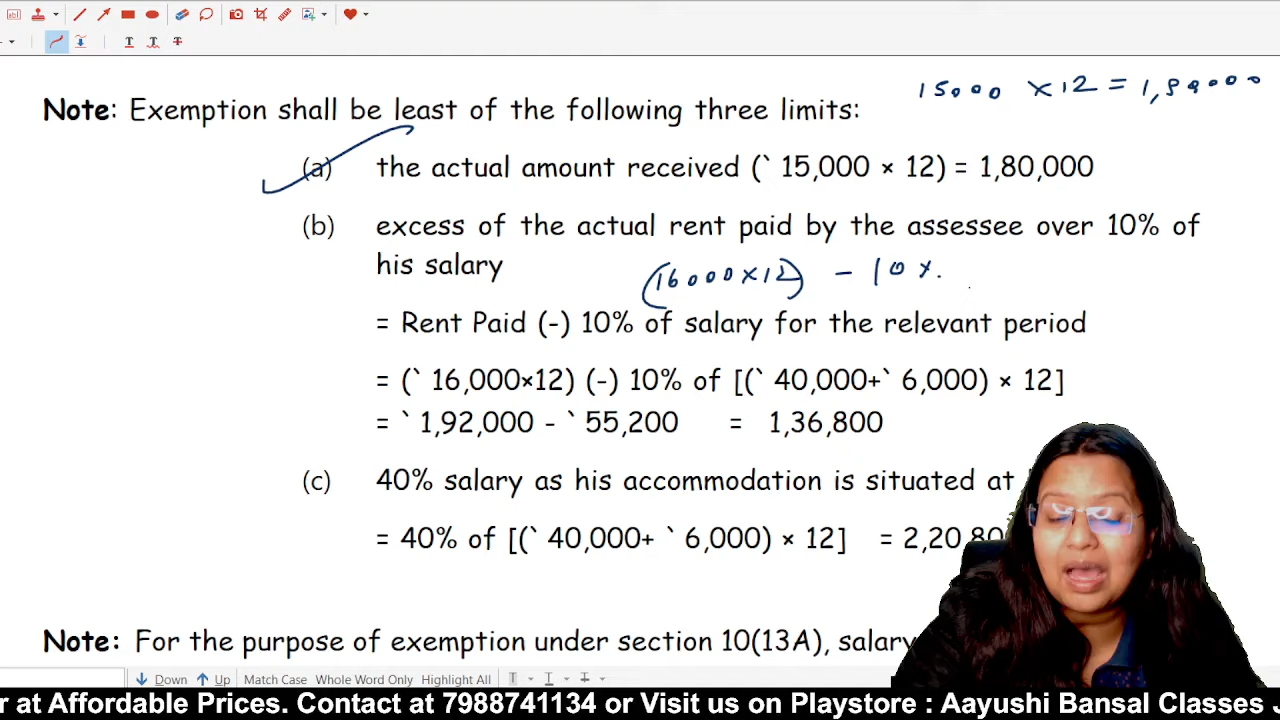 15000 × 12 = 1,80000
Note: Exemption shall be least of the following three limits:
(a) the actual amount received (` 15,000 × 12) = 1,80,000
(b) excess of the actual rent paid by the assessee over 10% of
his salary
(16000×12) - 10 %.
= Rent Paid (-) 10% of salary for the relevant period
= (` 16,000×12) (-) 10% of [(` 40,000+` 6,000) × 12]
= ` 1,92,000 - ` 55,200 = 1,36,800
(c) 40% salary as his accommodation is situated at
= 40% of [(` 40,000+ ` 6,000) × 12] = 2,20,80
Note: For the purpose of exemption under section 10(13A), salary
Down Up Match Case Whole Word Only Highlight All T T T
r at Affordable Prices. Contact at 7988741134 or Visit us on Playstore : Aayushi Bansal Classes J